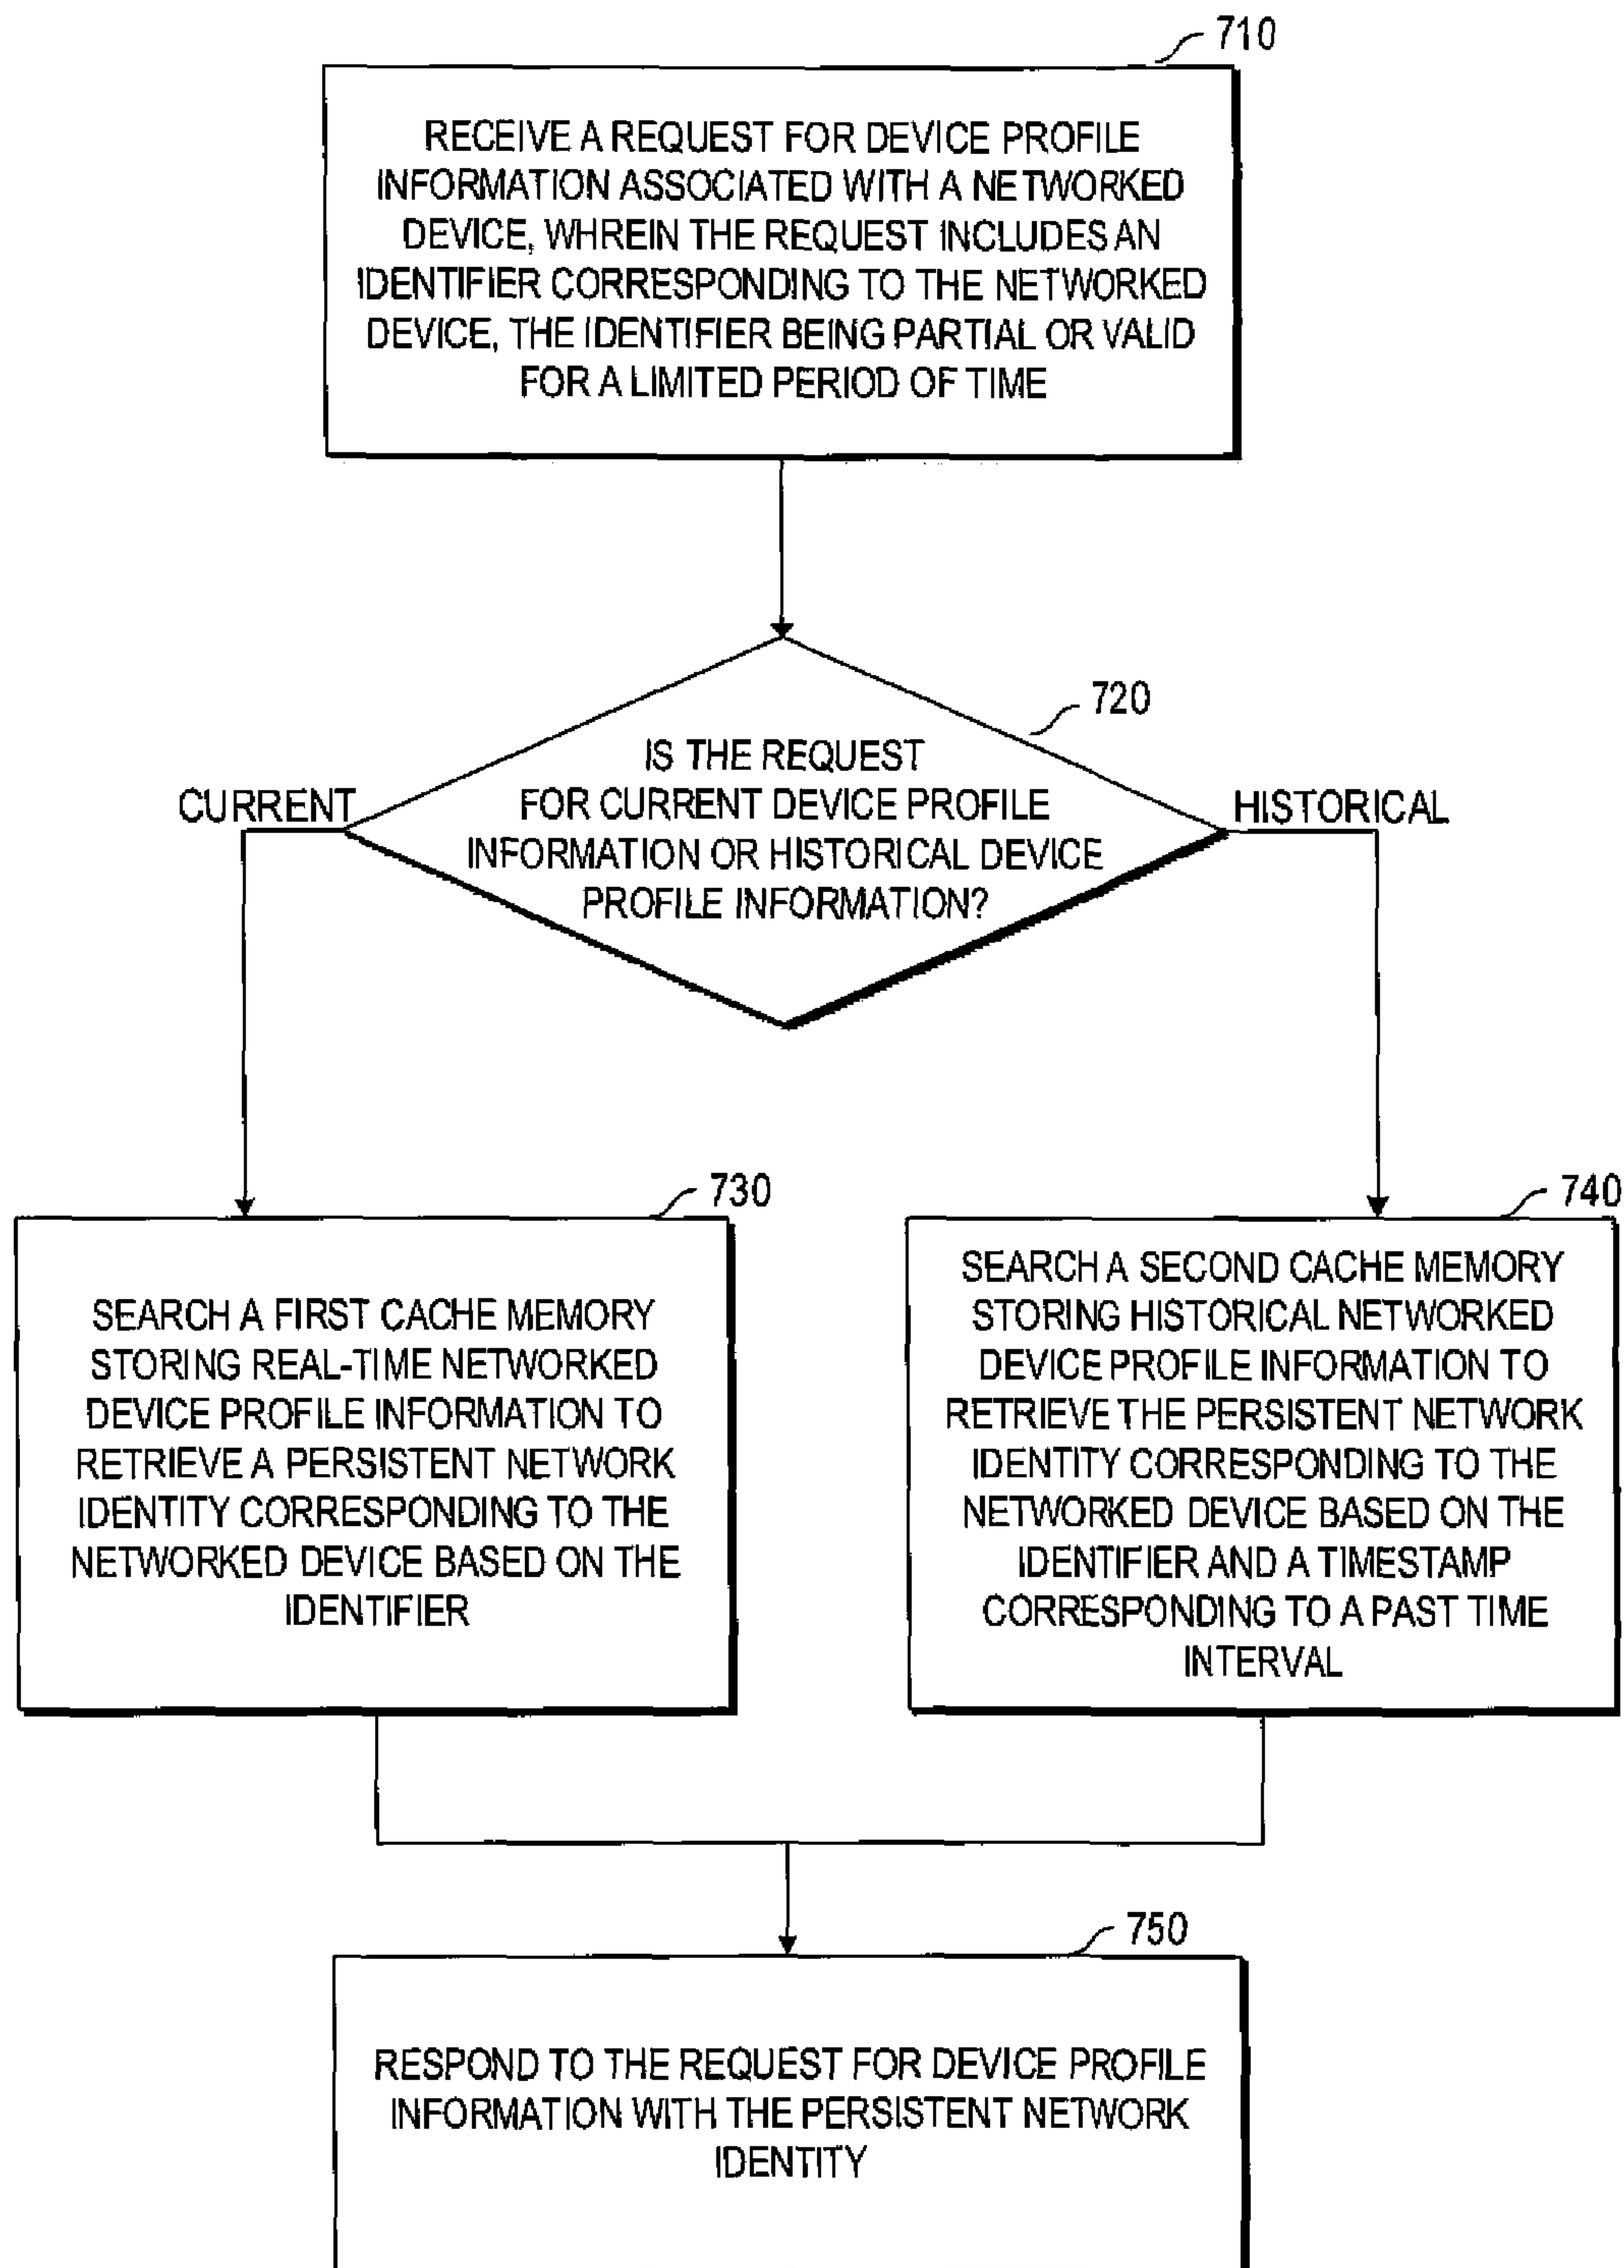 710
RECEIVE A REQUEST FOR DEVICE PROFILE
INFORMATION ASSOCIATED WITH A NETWORKED
DEVICE, WHREIN THE REQUEST INCLUDES AN
IDENTIFIER CORRESPONDING TO THE NETWORKED
DEVICE, THE IDENTIFIER BEING PARTIAL OR VALID
FOR A LIMITED PERIOD OF TIME
720
IS THE REQUEST
FOR CURRENT DEVICE PROFILE
INFORMATION OR HISTORICAL DEVICE
PROFILE INFORMATION?
CURRENT
HISTORICAL
730
SEARCH A FIRST CACHE MEMORY
STORING REAL-TIME NETWORKED
DEVICE PROFILE INFORMATION TO
RETRIEVE A PERSISTENT NETWORK
IDENTITY CORRESPONDING TO THE
NETWORKED DEVICE BASED ON THE
IDENTIFIER
740
SEARCH A SECOND CACHE MEMORY
STORING HISTORICAL NETWORKED
DEVICE PROFILE INFORMATION TO
RETRIEVE THE PERSISTENT NETWORK
IDENTITY CORRESPONDING TO THE
NETWORKED DEVICE BASED ON THE
IDENTIFIER AND A TIMESTAMP
CORRESPONDING TO A PAST TIME
INTERVAL
750
RESPOND TO THE REQUEST FOR DEVICE PROFILE
INFORMATION WITH THE PERSISTENT NETWORK
IDENTITY